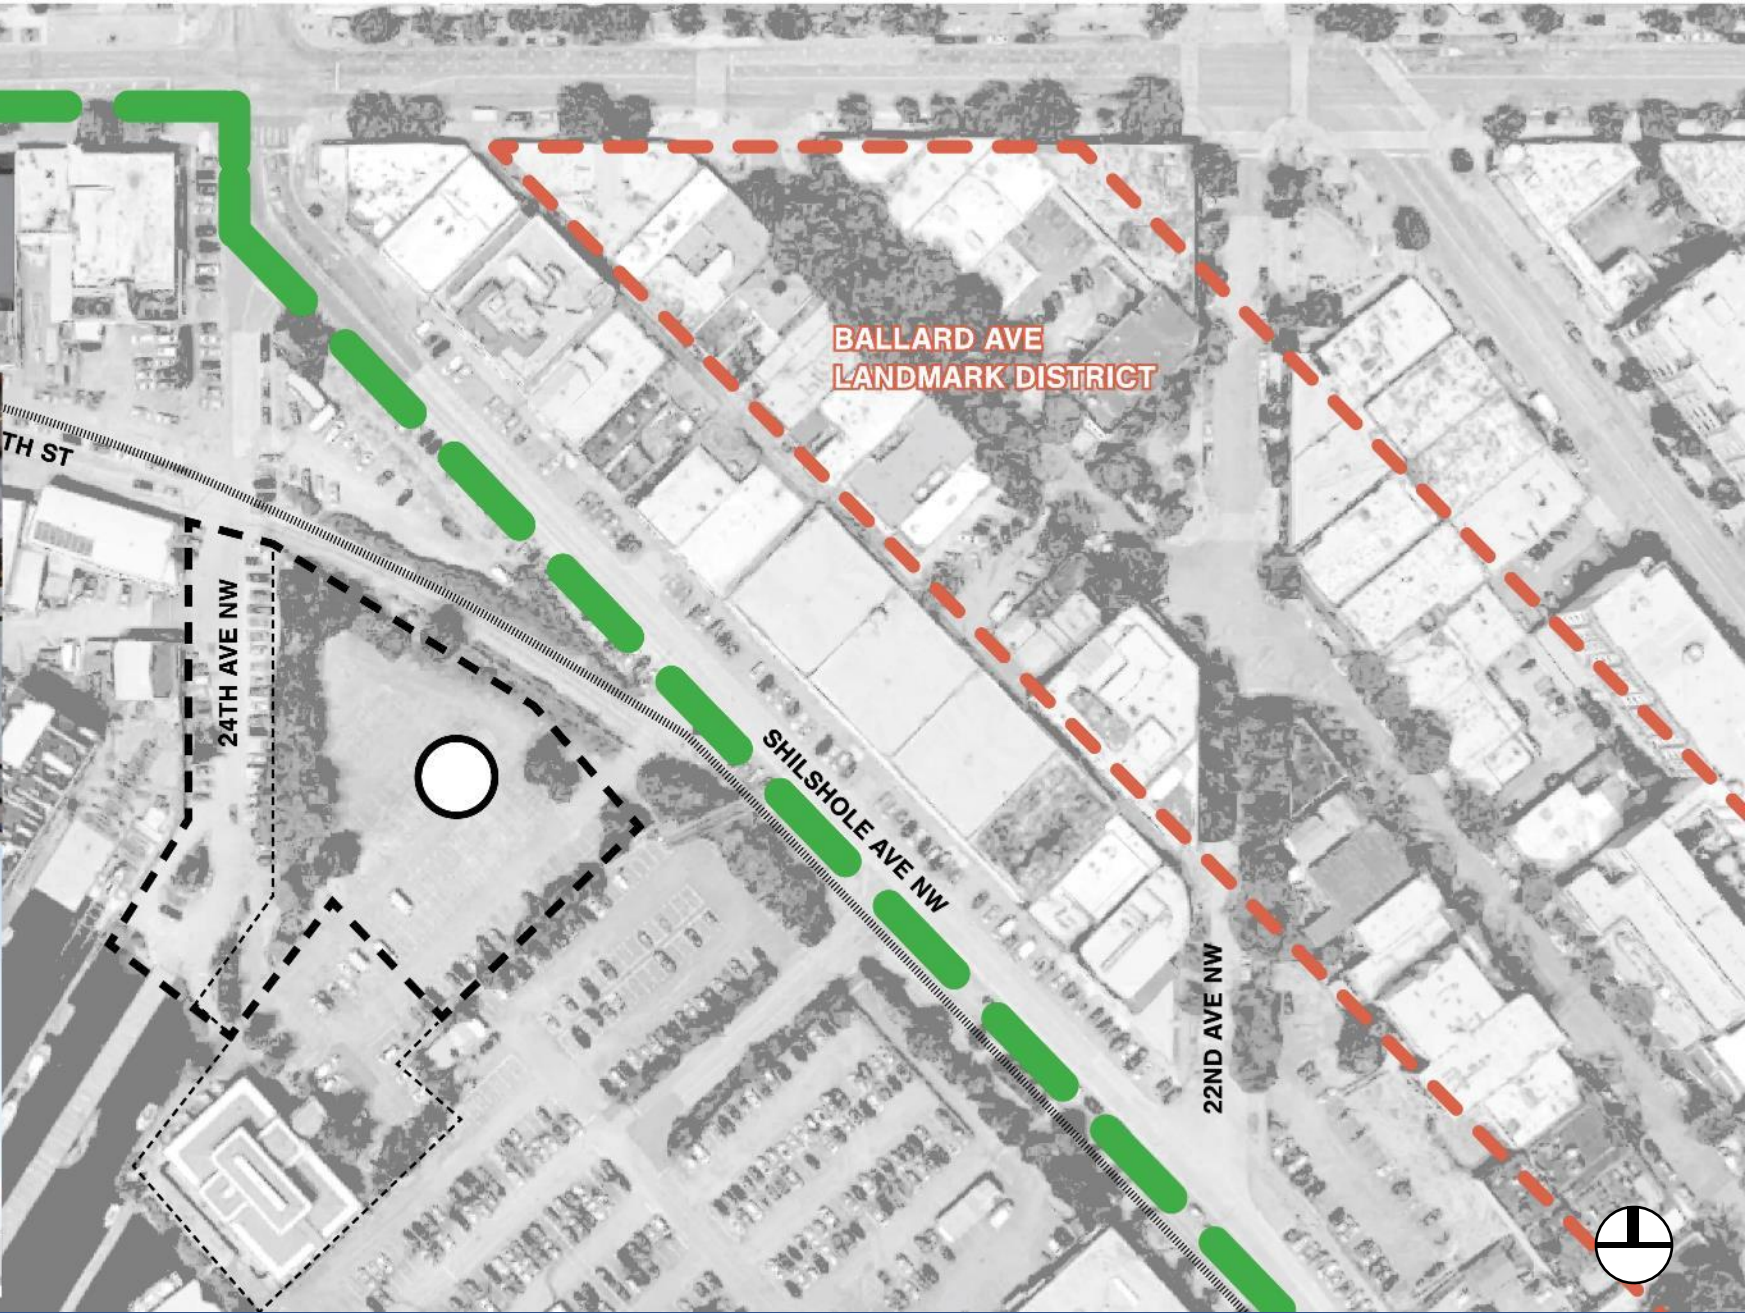 BALLARD AVE
LANDMARK DISTRICT
TH ST
24TH AVE NW
SHILSHOLE AVE NW
22ND AVE NW